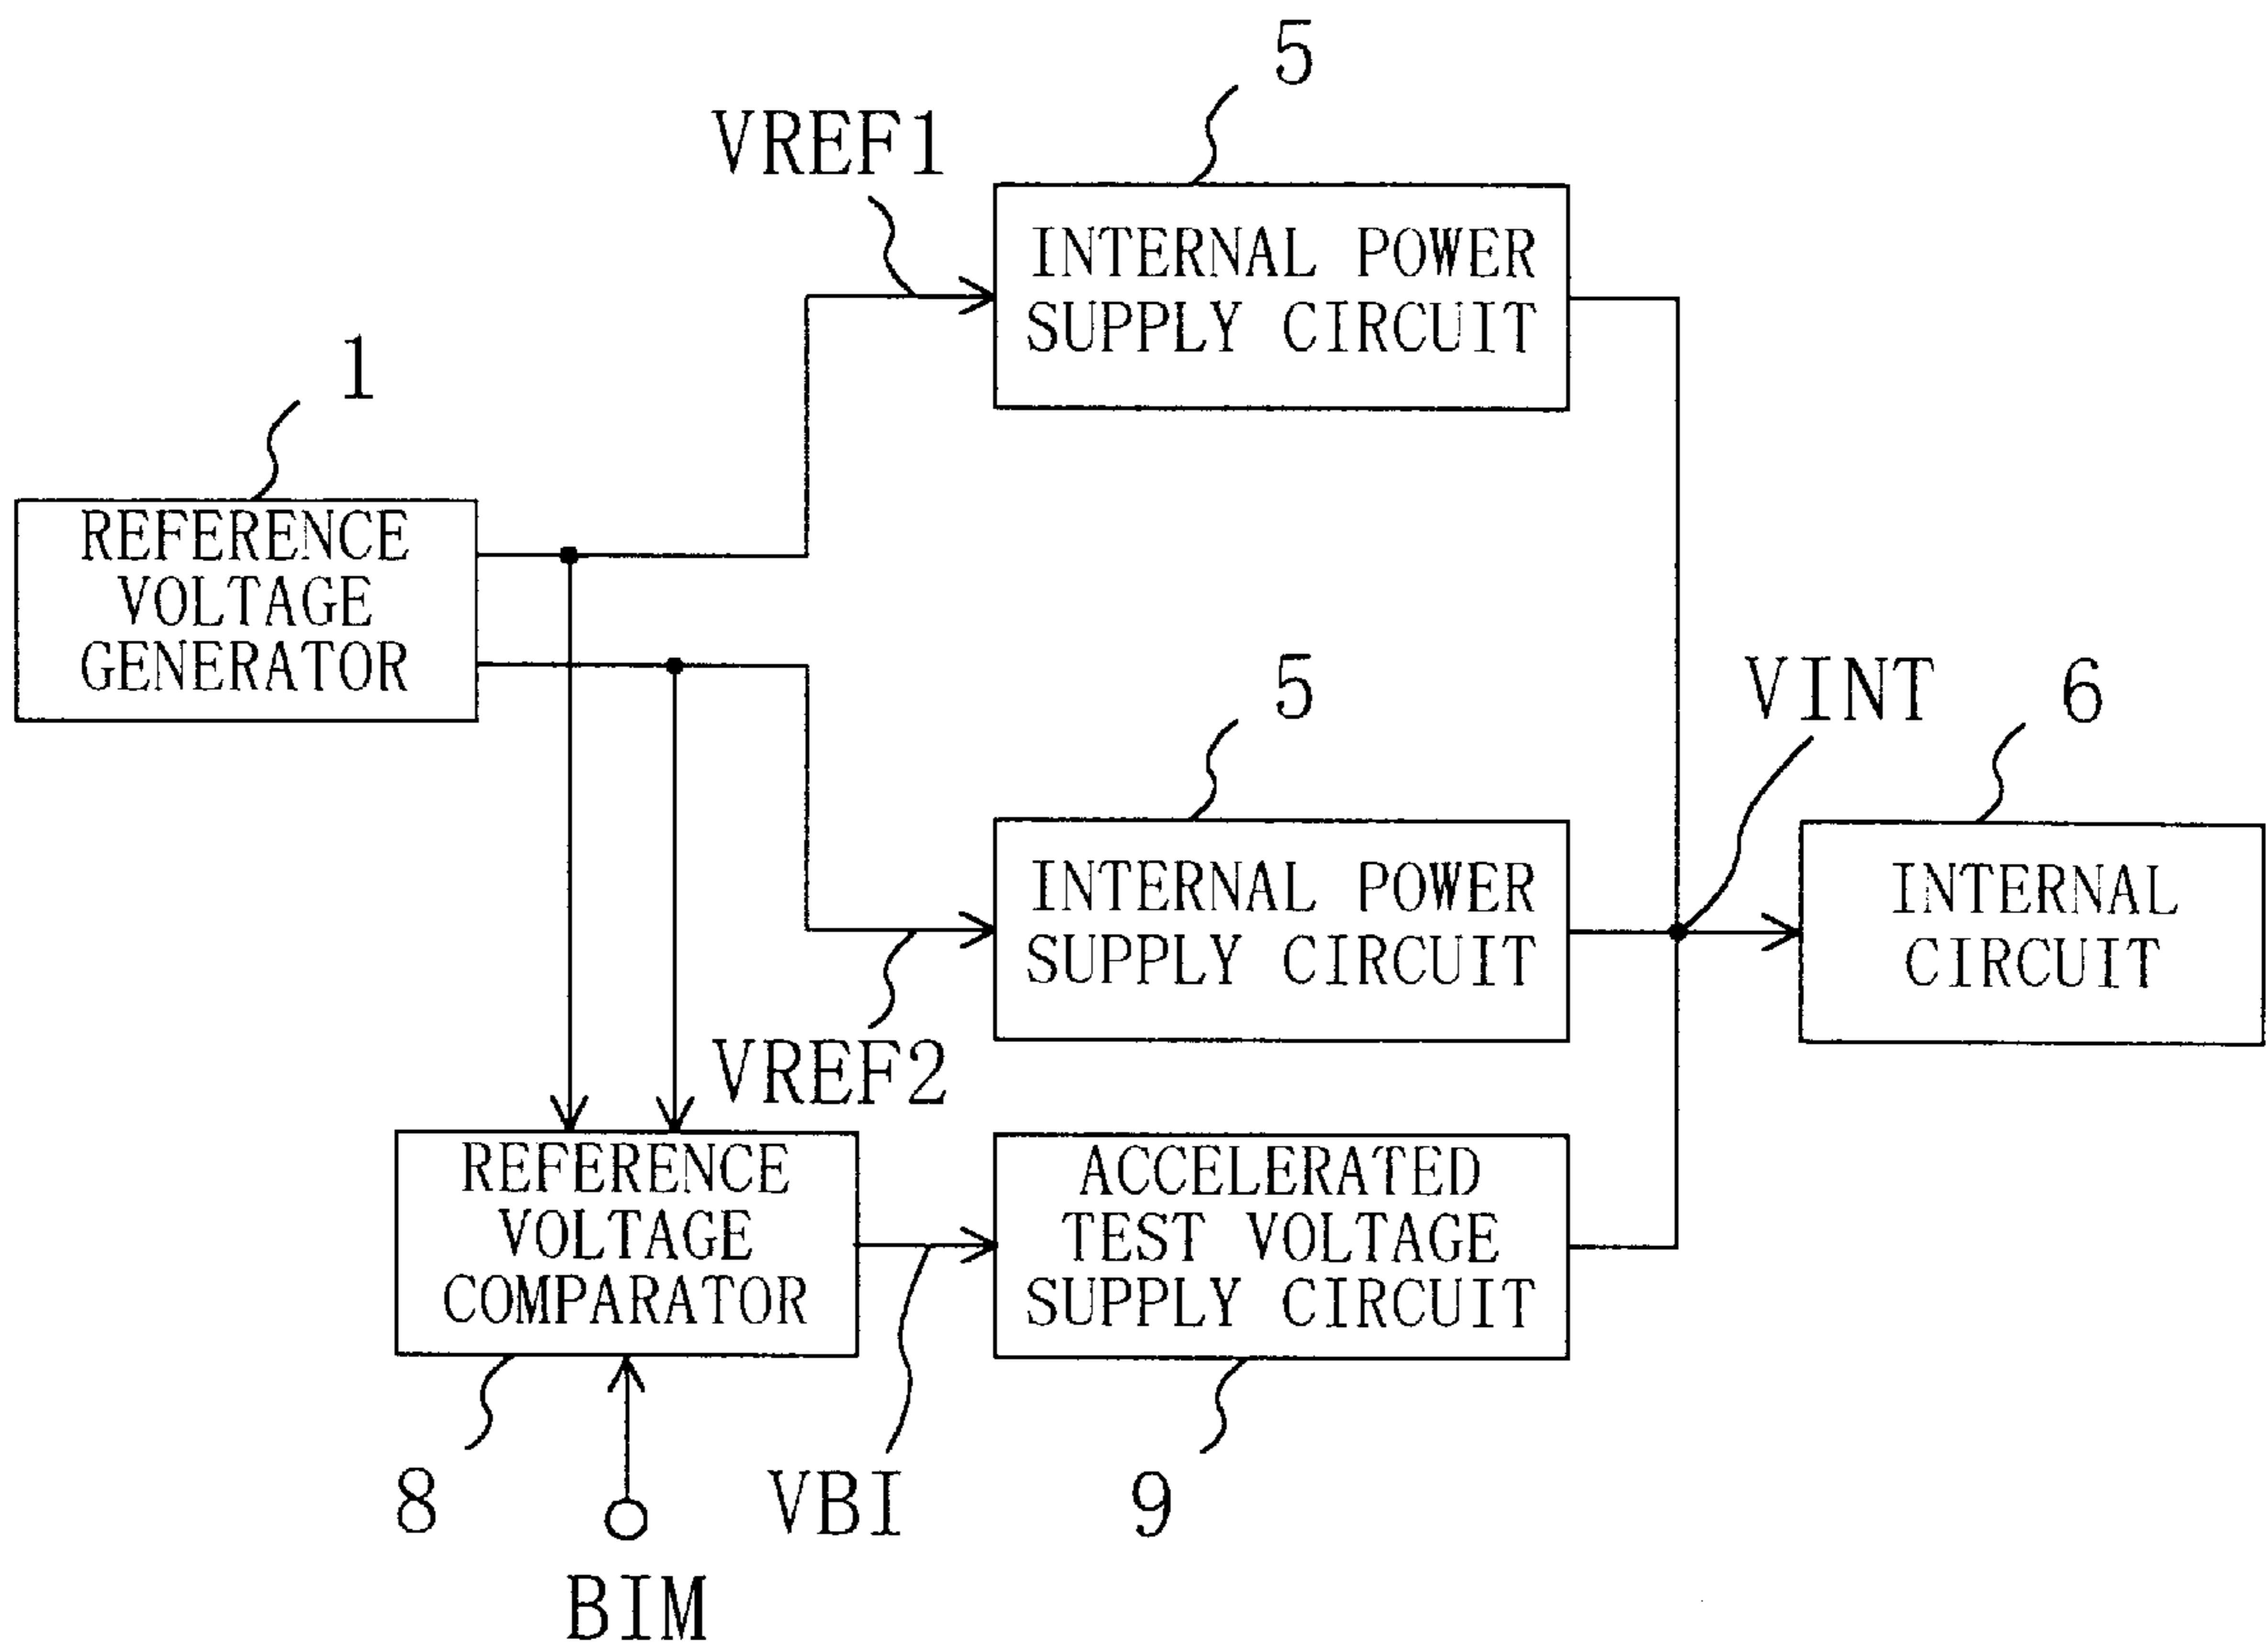 5
VREF1
INTERNAL POWER
SUPPLY CIRCUIT
1
REFERENCE
VOLTAGE
GENERATOR
5
VINT
6
INTERNAL POWER
SUPPLY CIRCUIT
INTERNAL
CIRCUIT
VREF2
REFERENCE
VOLTAGE
COMPARATOR
ACCELERATED
TEST VOLTAGE
SUPPLY CIRCUIT
8
VBI
9
BIM